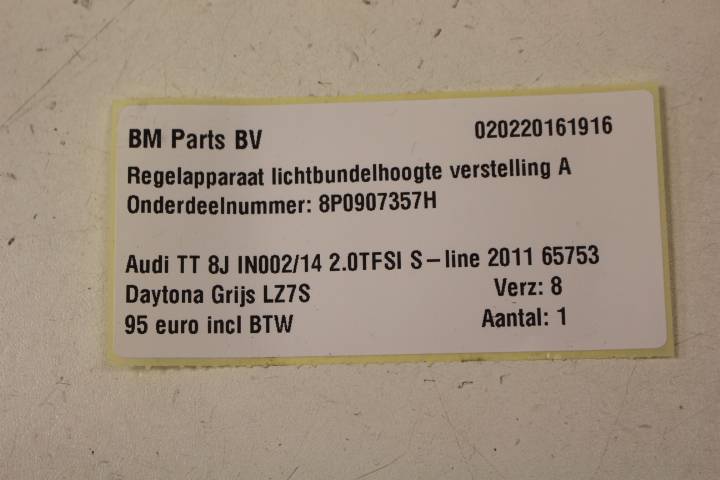 BM Parts BV 020220161916
Regelapparaat lichtbundelhoogte verstelling A
Onderdeelnummer: 8P0907357H
Audi TT 8J IN002/14 2.0TFSI S-line 2011 65753
Daytona Grijs LZ7S Verz: 8
95 euro incl BTW Aantal: 1